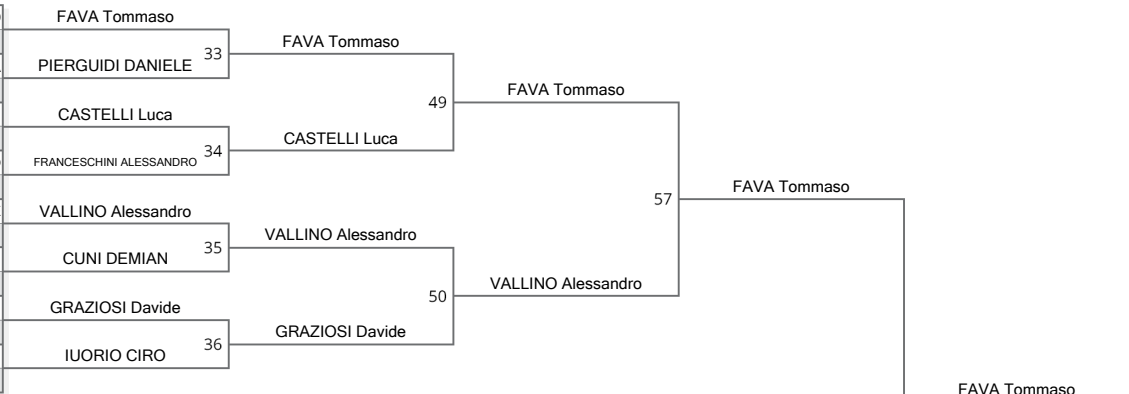 FAVA Tommaso
33
PIERGUIDI DANIELE
FAVA Tommaso
49
CASTELLI Luca
34
FRANCESCHINI ALESSANDRO
CASTELLI Luca
FAVA Tommaso
57
VALLINO Alessandro
35
CUNI DEMIAN
VALLINO Alessandro
50
GRAZIOSI Davide
36
IUORIO CIRO
GRAZIOSI Davide
VALLINO Alessandro
FAVA Tommaso
FAVA Tommaso